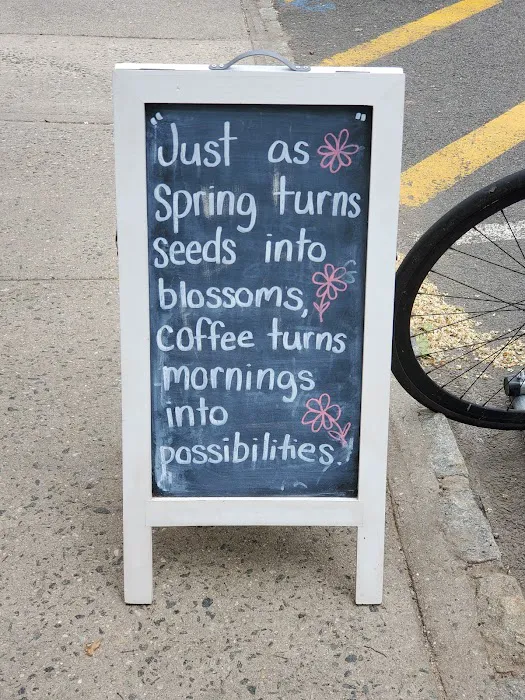 "Just as "
Spring turns
seeds into
blossoms,
coffee turns
mornings
into
possibilities.